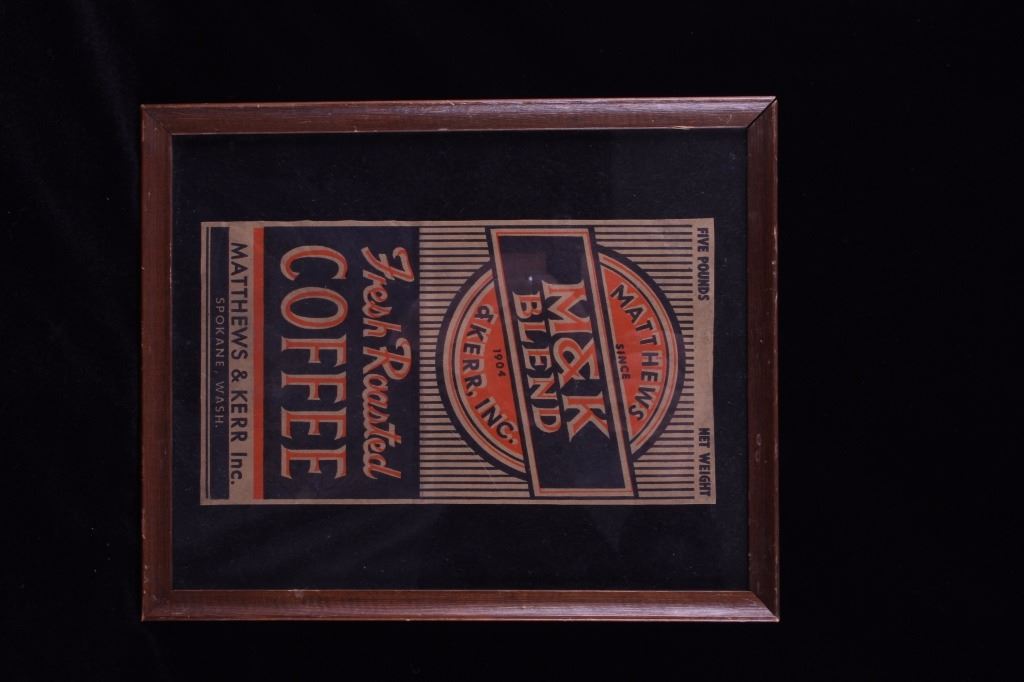 FIVE POUNDS NET WEIGHT
MATTHEWS
SINCE
M&K
BLEND
1904
& KERR, INC.
Fresh Roasted
COFFEE
MATTHEWS & KERR Inc.
SPOKANE, WASH.